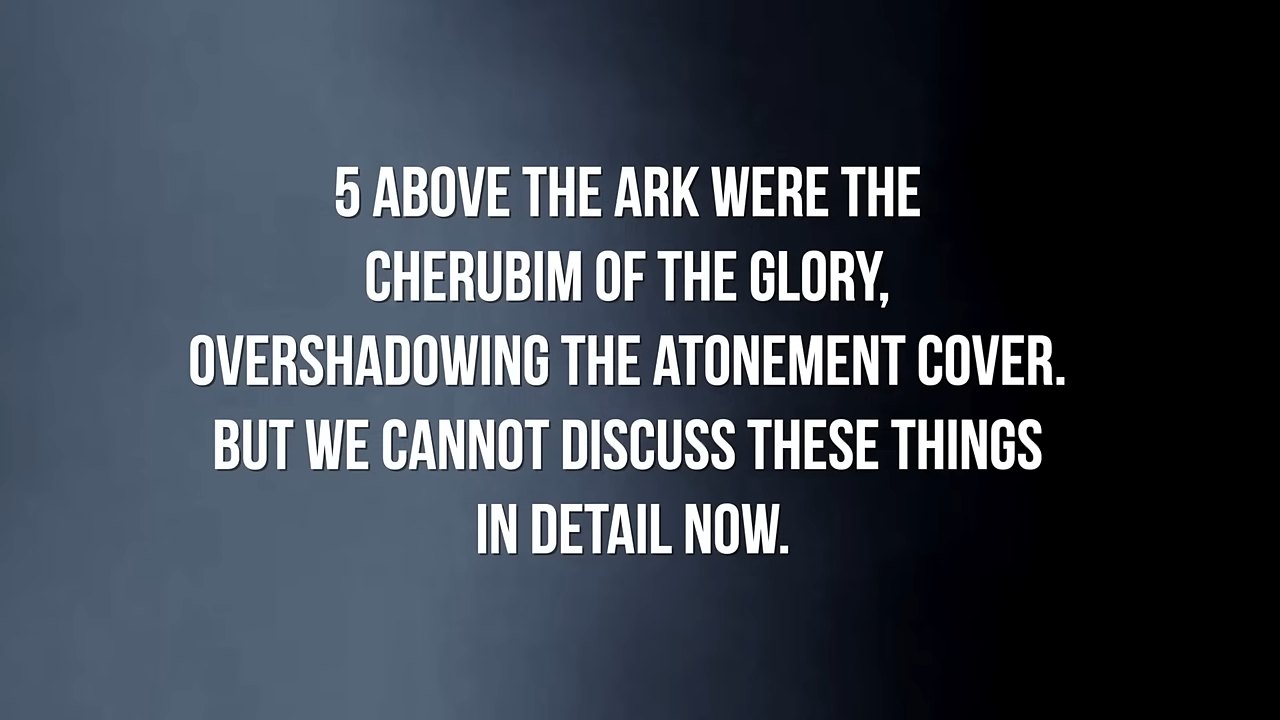 5 ABOVE THE ARK WERE THE
CHERUBIM OF THE GLORY,
OVERSHADOWING THE ATONEMENT COVER.
BUT WE CANNOT DISCUSS THESE THINGS
IN DETAIL NOW.